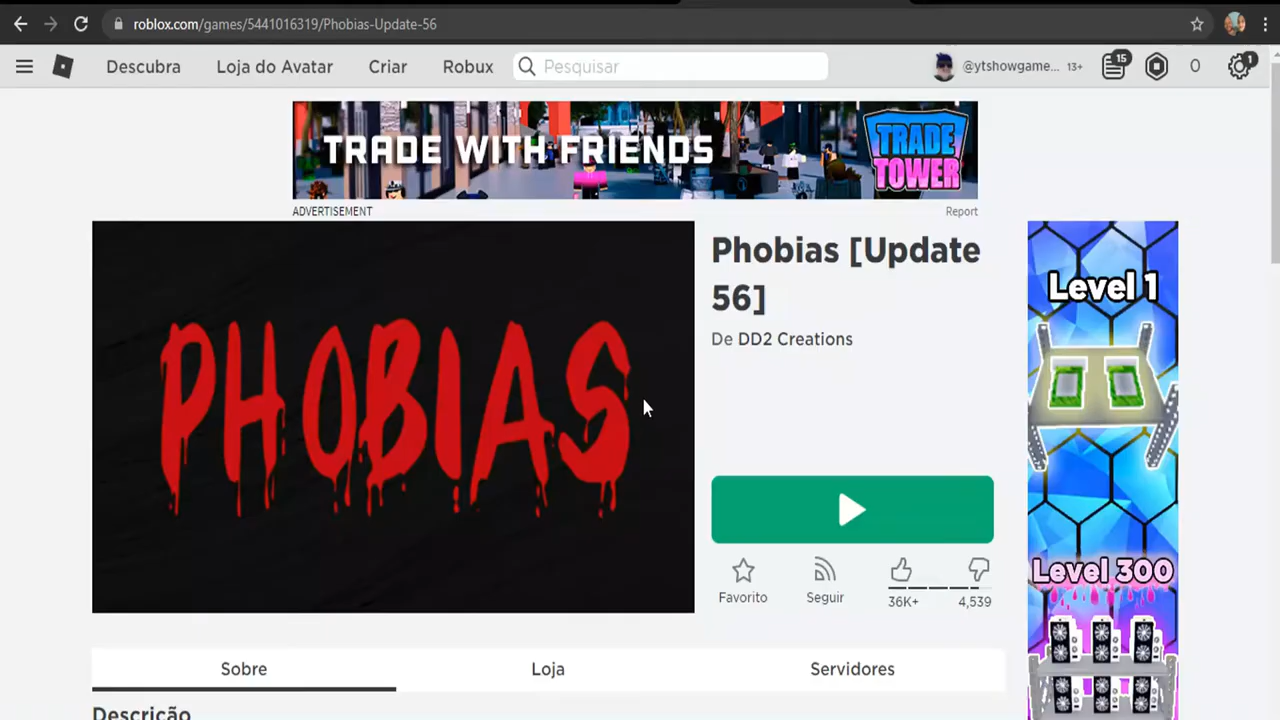 roblox.com/games/5441016319/Phobias-Update-56
Descubra
Loja do Avatar
Criar
Robux
Pesquisar
@ytshowgame...
13+
15
0
1
TRADE WITH FRIENDS
TRADE
TOWER
ADVERTISEMENT
Report
PHOBIAS
Phobias [Update
56]
De DD2 Creations
Favorito
Seguir
36K+
4,539
Level 1
Level 300
Sobre
Loja
Servidores
Descrição